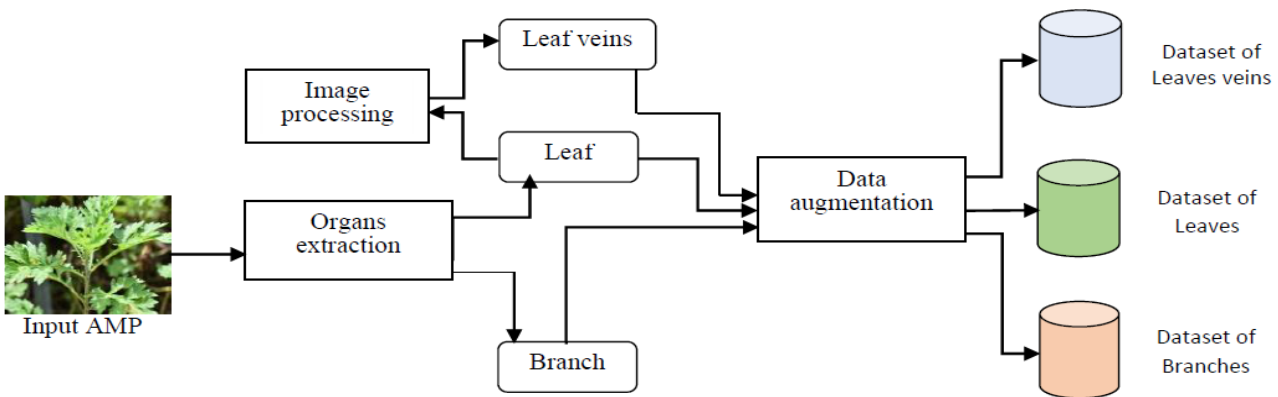 Leaf veins
Image
processing
Leaf
Organs
extraction
Input AMP
Branch
Data
augmentation
Dataset of
Leaves veins
Dataset of
Leaves
Dataset of
Branches